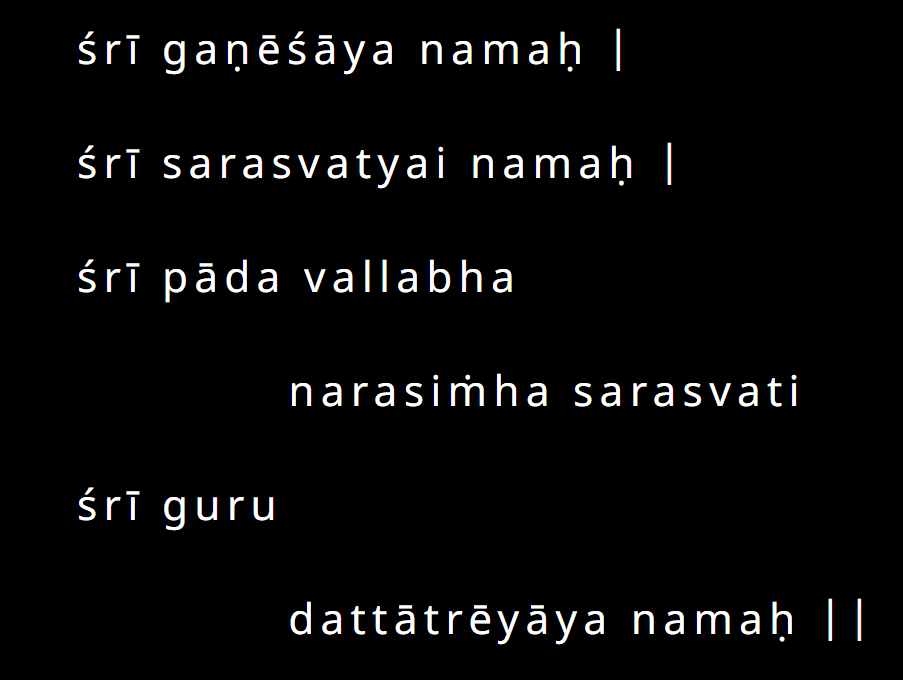 śrī gaṇēśāya namaḥ |
śrī sarasvatyai namaḥ |
śrī pāda vallabha
narasiṁha sarasvati
śrī guru
dattātrēyāya namaḥ ||